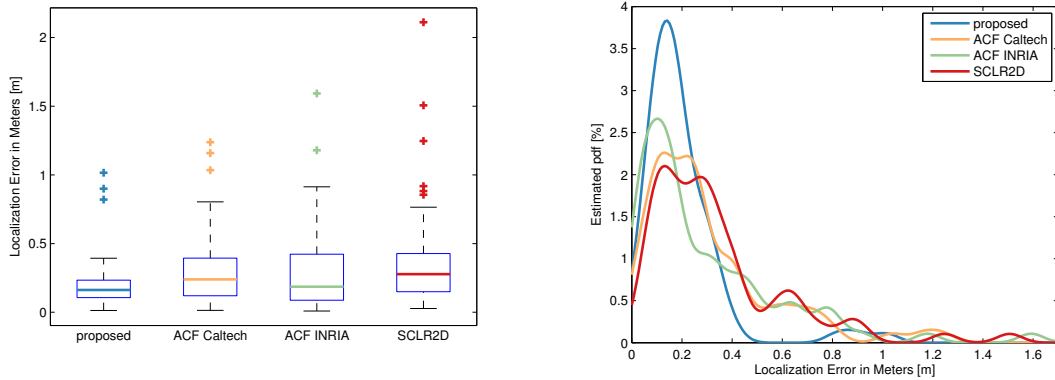 2
1.5
1
0.5
0
Localization Error in Meters [m]
proposed ACF Caltech ACF INRIA SCLR2D
4
3.5
3
2.5
2
1.5
1
0.5
0
Estimated pdf [%]
0 0.2 0.4 0.6 0.8 1 1.2 1.4 1.6
Localization Error in Meters [m]
proposed
ACF Caltech
ACF INRIA
SCLR2D